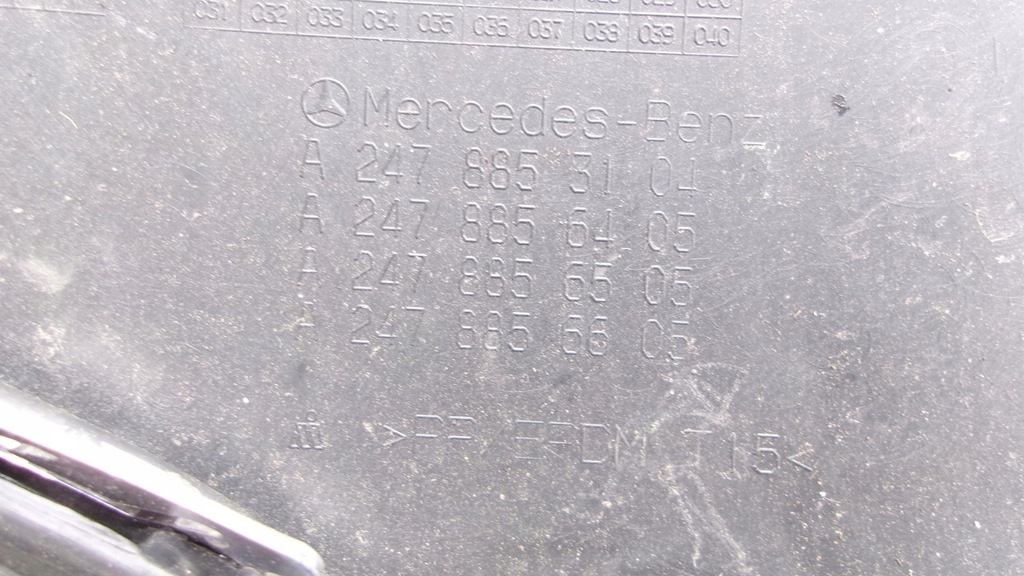 031 032 033 034 035 036 037 038 039 040
Mercedes-Benz
A 247 885 31 04
A 247 885 64 05
A 247 885 65 05
A 247 885 66 05
>PP EPDM T15<